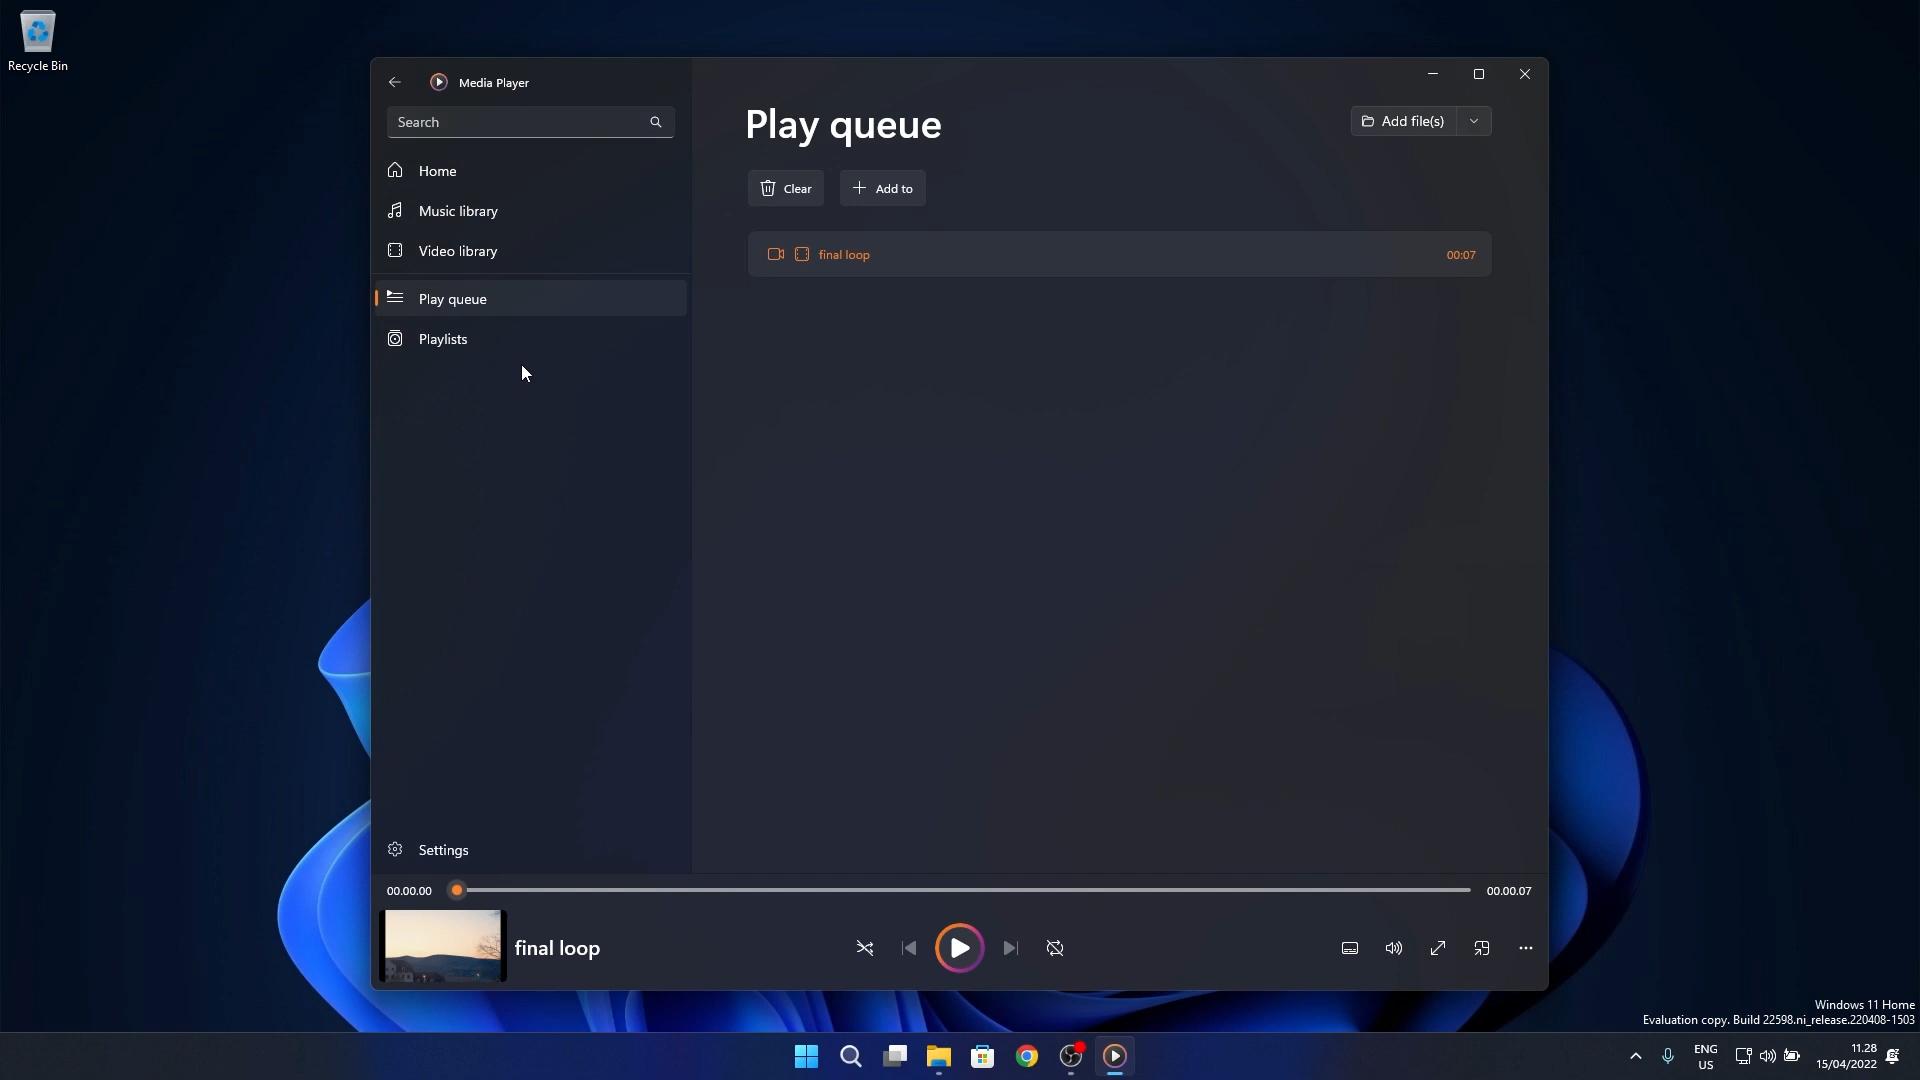 Recycle Bin
Media Player
Search
Home
Music library
Video library
Play queue
Playlists
Settings
Play queue
Add file(s)
Clear
Add to
final loop
00:07
00.00.00
00.00.07
final loop
Windows 11 Home
Evaluation copy. Build 22598.ni_release.220408-1503
ENG
US
11.28
15/04/2022